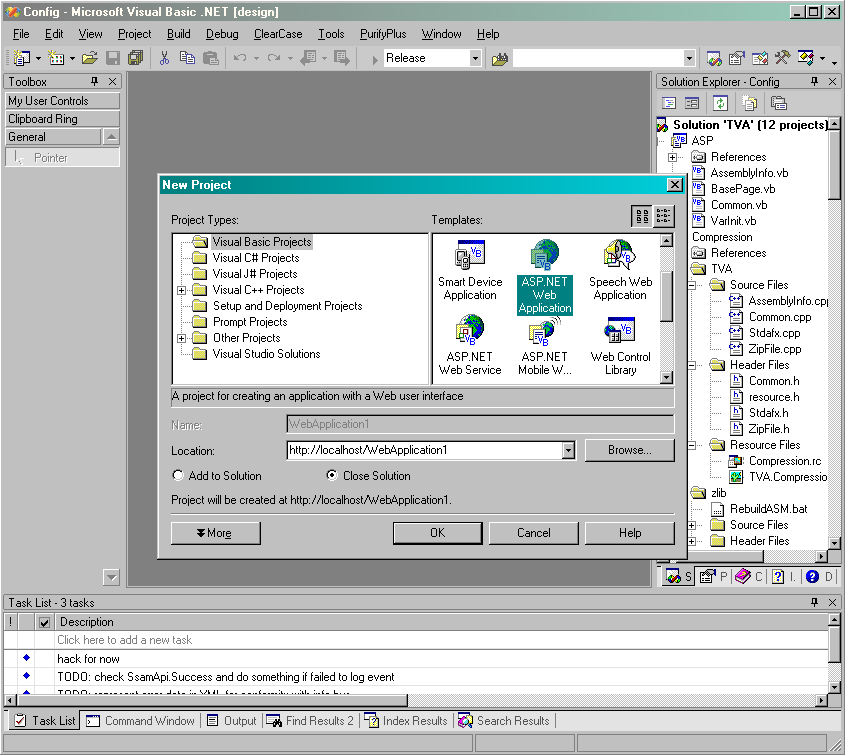 Config - Microsoft Visual Basic .NET [design]
File Edit View Project Build Debug ClearCase Tools PurifyPlus Window Help
Release
Toolbox
My User Controls
Clipboard Ring
General
Pointer
Solution Explorer - Config
Solution 'TVA' (12 projects)
ASP
References
AssemblyInfo.vb
BasePage.vb
Common.vb
VarInit.vb
Compression
References
TVA
Source Files
AssemblyInfo.cpp
Common.cpp
Stdafx.cpp
ZipFile.cpp
Header Files
Common.h
resource.h
Stdafx.h
ZipFile.h
Resource Files
Compression.rc
TVA.Compressio
zlib
RebuildASM.bat
Source Files
Header Files
S P C I. D
New Project
Project Types:
Visual Basic Projects
Visual C# Projects
Visual J# Projects
Visual C++ Projects
Setup and Deployment Projects
Prompt Projects
Other Projects
Visual Studio Solutions
Templates:
Smart Device Application
ASP.NET Web Application
Speech Web Application
ASP.NET Web Service
ASP.NET Mobile W...
Web Control Library
A project for creating an application with a Web user interface
Name: WebApplication1
Location: http://localhost/WebApplication1 Browse...
Add to Solution Close Solution
Project will be created at http://localhost/WebApplication1.
More OK Cancel Help
Task List - 3 tasks
! Description
Click here to add a new task
hack for now
TODO: check SsamApi.Success and do something if failed to log event
Task List Command Window Output Find Results 2 Index Results Search Results